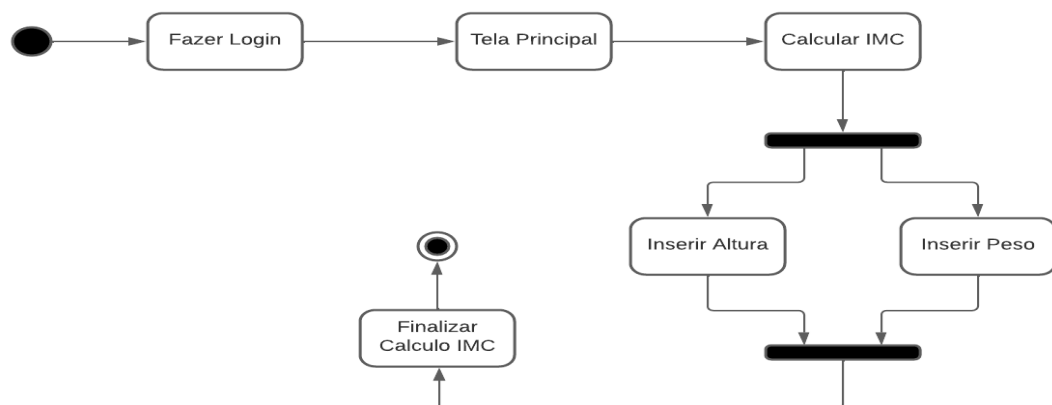 Fazer Login
Tela Principal
Calcular IMC
Inserir Altura
Inserir Peso
Finalizar
Calculo IMC